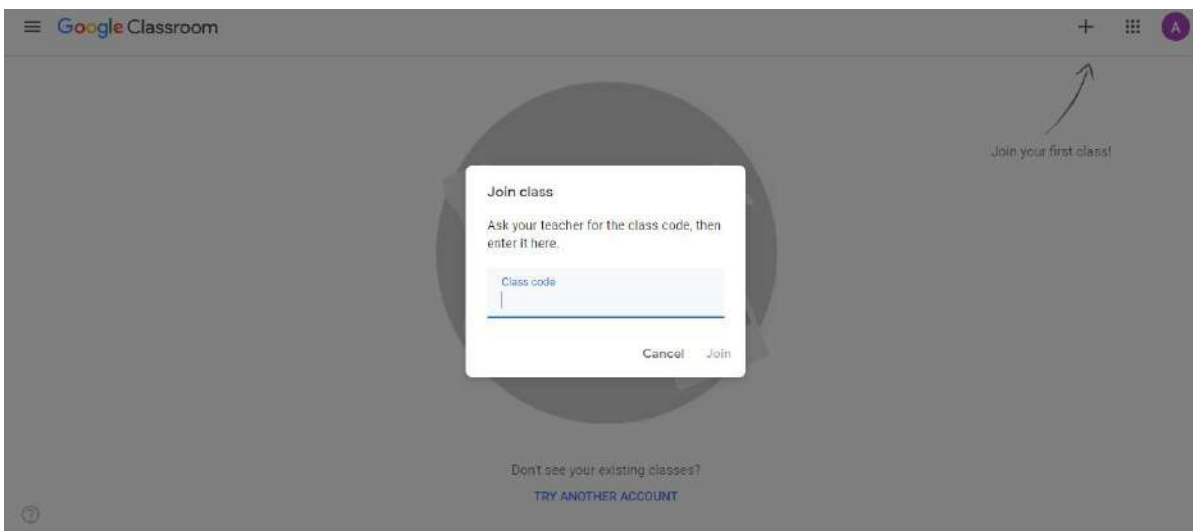 Google Classroom
A
Join your first class!
Join class
Ask your teacher for the class code, then
enter it here.
Class code
Cancel
Join
Don't see your existing classes?
TRY ANOTHER ACCOUNT